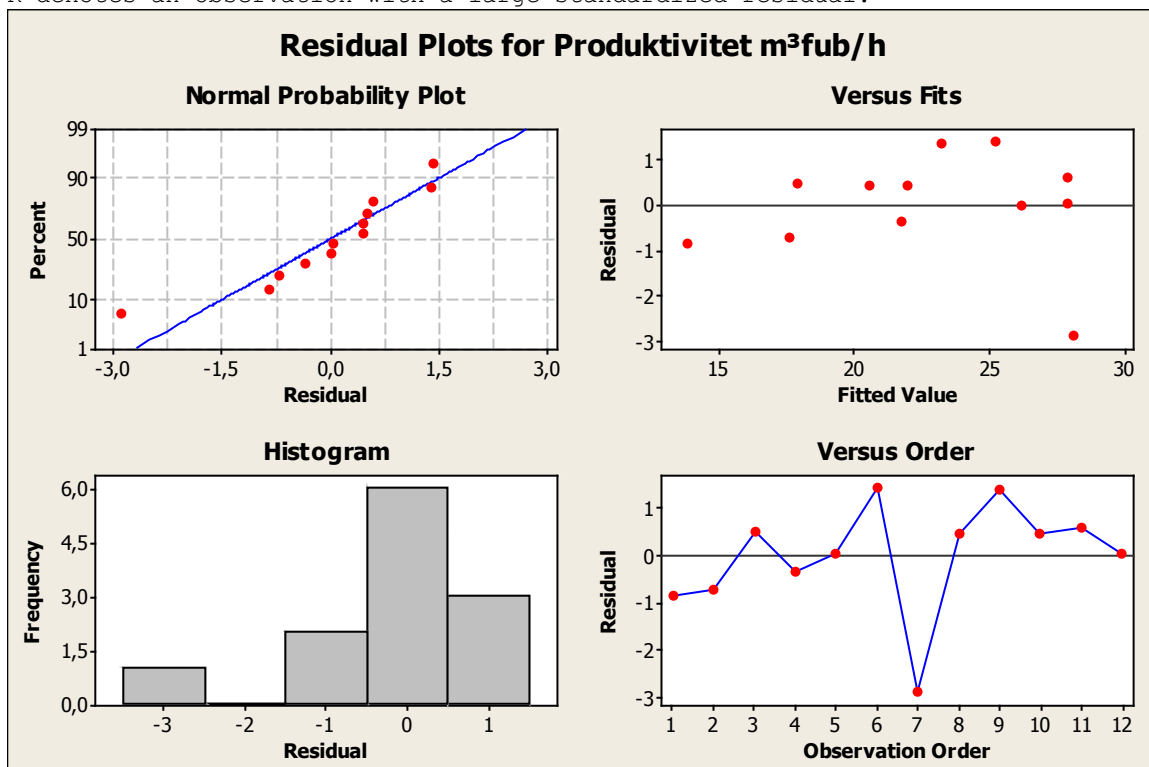 R denotes an observation with a large standardized residual.
Residual Plots for Produktivitet m³fub/h
Normal Probability Plot
99
90
50
10
1
Percent
-3,0 -1,5 0,0 1,5 3,0
Residual
Versus Fits
1
0
-1
-2
-3
Residual
15 20 25 30
Fitted Value
Histogram
6,0
4,5
3,0
1,5
0,0
Frequency
-3 -2 -1 0 1
Residual
Versus Order
1
0
-1
-2
-3
Residual
1 2 3 4 5 6 7 8 9 10 11 12
Observation Order